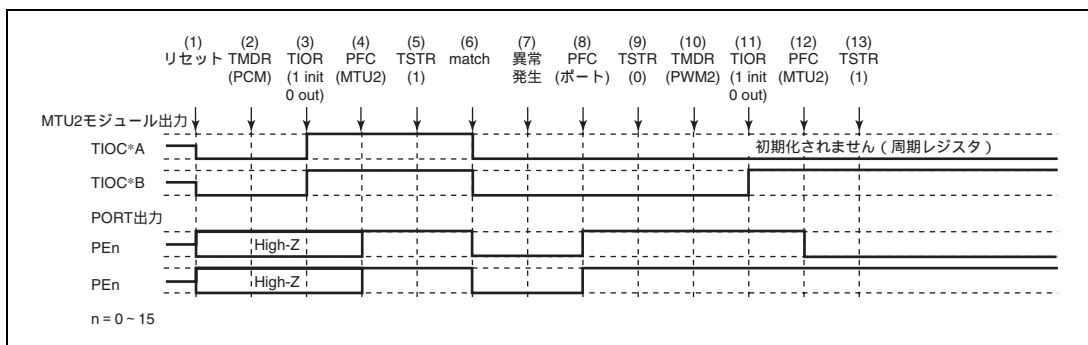 (1) (2) (3) (4) (5) (6) (7) (8) (9) (10) (11) (12) (13)
リセット TMDR TIOR PFC TSTR match 異常 PFC TSTR TMDR TIOR PFC TSTR
(PCM) (1 init (MTU2) (1) 発生 (ポート) (0) (PWM2) (1 init (MTU2) (1)
0 out) 0 out)
MTU2モジュール出力
TIOC*A 初期化されません(周期レジスタ)
TIOC*B
PORT出力
PEn High-Z
PEn High-Z
n = 0~15